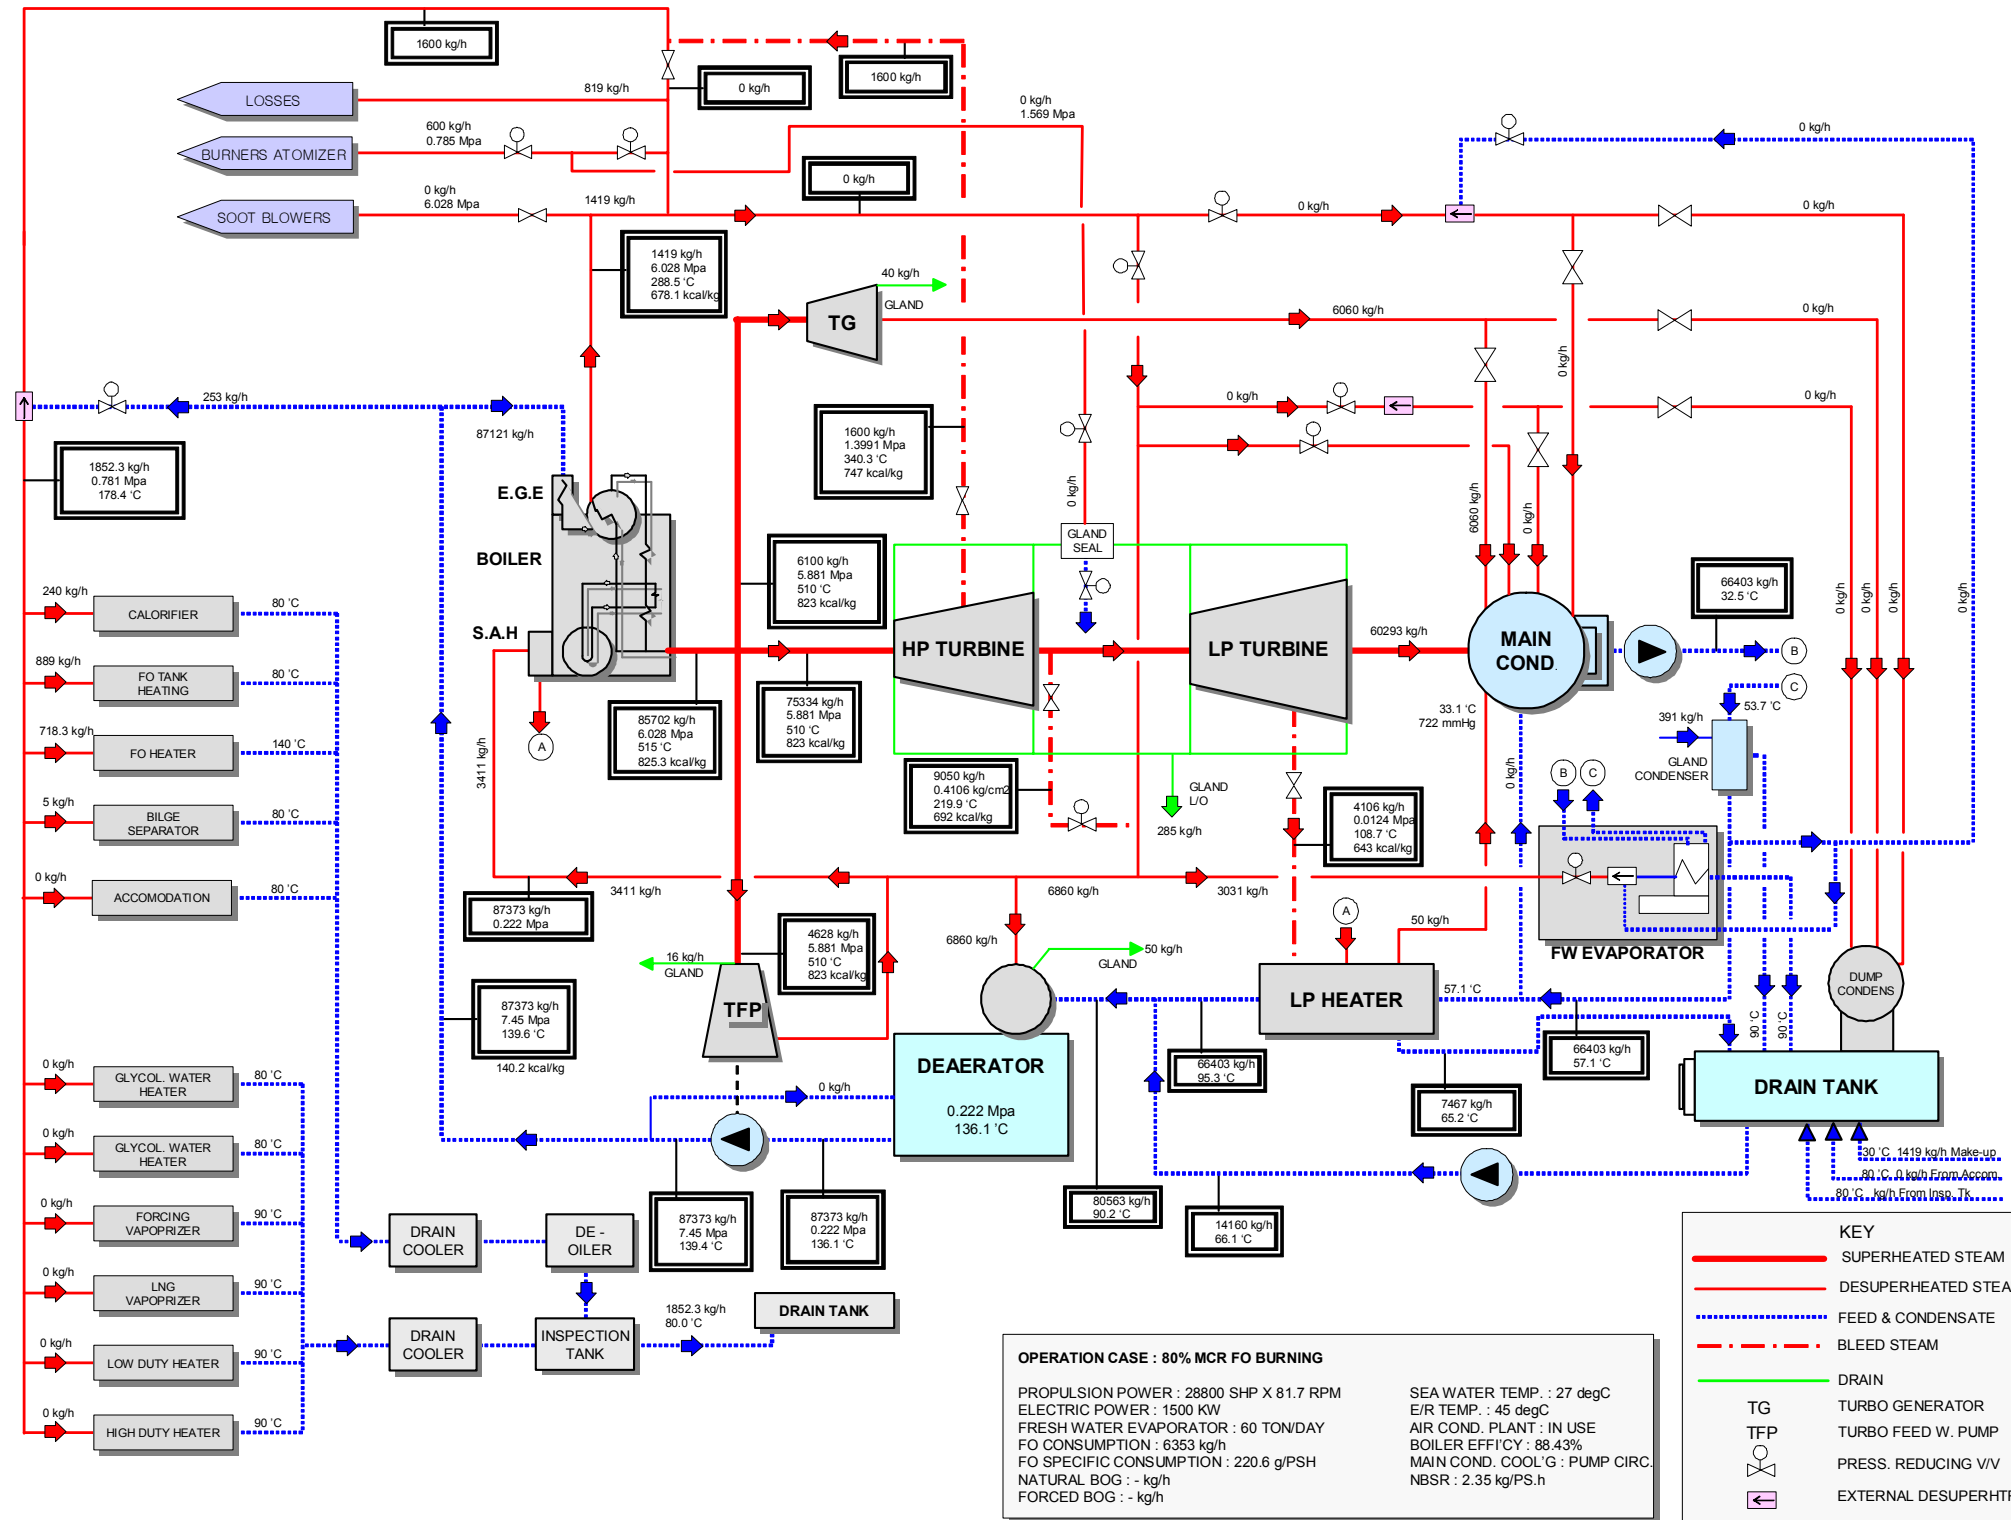 1600 kg/h
1600 kg/h
0 kg/h
LOSSES
819 kg/h
BURNERS ATOMIZER
600 kg/h
0.785 Mpa
0 kg/h
1.569 Mpa
0 kg/h
0 kg/h
SOOT BLOWERS
0 kg/h
6.028 Mpa
1419 kg/h
0 kg/h
0 kg/h
1419 kg/h
6.028 Mpa
288.5 °C
678.1 kcal/kg
40 kg/h
GLAND
TG
6060 kg/h
0 kg/h
0 kg/h
253 kg/h
87121 kg/h
0 kg/h
0 kg/h
1852.3 kg/h
0.781 Mpa
178.4 °C
1600 kg/h
1.3991 Mpa
340.3 °C
747 kcal/kg
E.G.E
BOILER
S.A.H
0 kg/h
6060 kg/h
0 kg/h
GLAND
SEAL
6100 kg/h
5.881 Mpa
510 °C
823 kcal/kg
66403 kg/h
32.5 °C
0 kg/h
0 kg/h
0 kg/h
0 kg/h
240 kg/h
CALORIFIER
80 °C
889 kg/h
FO TANK
HEATING
80 °C
718.3 kg/h
FO HEATER
140 °C
5 kg/h
BILGE
SEPARATOR
80 °C
0 kg/h
ACCOMODATION
80 °C
HP TURBINE
LP TURBINE
60293 kg/h
MAIN
COND.
B
C
A
85702 kg/h
6.028 Mpa
515 °C
825.3 kcal/kg
75334 kg/h
5.881 Mpa
510 °C
823 kcal/kg
33.1 °C
722 mmHg
53.7 °C
391 kg/h
GLAND
CONDENSER
3411 kg/h
9050 kg/h
0.4106 kg/cm2
219.9 °C
692 kcal/kg
GLAND
L/O
285 kg/h
4106 kg/h
0.0124 Mpa
108.7 °C
643 kcal/kg
0 kg/h
B
C
3411 kg/h
6860 kg/h
3031 kg/h
87373 kg/h
0.222 Mpa
4628 kg/h
5.881 Mpa
510 °C
823 kcal/kg
6860 kg/h
A
50 kg/h
FW EVAPORATOR
16 kg/h
GLAND
50 kg/h
GLAND
TFP
LP HEATER
57.1 °C
DUMP
CONDENS
87373 kg/h
7.45 Mpa
139.6 °C
140.2 kcal/kg
66403 kg/h
95.3 °C
66403 kg/h
57.1 °C
90 °C
90 °C
DEAERATOR
0.222 Mpa
136.1 °C
0 kg/h
7467 kg/h
65.2 °C
DRAIN TANK
0 kg/h
GLYCOL. WATER
HEATER
80 °C
0 kg/h
GLYCOL. WATER
HEATER
80 °C
0 kg/h
FORCING
VAPOPRIZER
90 °C
0 kg/h
LNG
VAPOPRIZER
90 °C
0 kg/h
LOW DUTY HEATER
90 °C
0 kg/h
HIGH DUTY HEATER
90 °C
30 °C 1419 kg/h Make-up
80 °C 0 kg/h From Accom
80 °C kg/h From Insp. Tk
87373 kg/h
7.45 Mpa
139.4 °C
87373 kg/h
0.222 Mpa
136.1 °C
80563 kg/h
90.2 °C
14160 kg/h
66.1 °C
DRAIN
COOLER
DE -
OILER
DRAIN
COOLER
INSPECTION
TANK
1852.3 kg/h
80.0 °C
DRAIN TANK
OPERATION CASE : 80% MCR FO BURNING
PROPULSION POWER : 28800 SHP X 81.7 RPM
ELECTRIC POWER : 1500 KW
FRESH WATER EVAPORATOR : 60 TON/DAY
FO CONSUMPTION : 6353 kg/h
FO SPECIFIC CONSUMPTION : 220.6 g/PSH
NATURAL BOG : - kg/h
FORCED BOG : - kg/h
SEA WATER TEMP. : 27 degC
E/R TEMP. : 45 degC
AIR COND. PLANT : IN USE
BOILER EFFI'CY : 88.43%
MAIN COND. COOL'G : PUMP CIRC.
NBSR : 2.35 kg/PS.h
KEY
SUPERHEATED STEAM
DESUPERHEATED STEA
FEED & CONDENSATE
BLEED STEAM
DRAIN
TG TURBO GENERATOR
TFP TURBO FEED W. PUMP
PRESS. REDUCING V/V
EXTERNAL DESUPERHTR